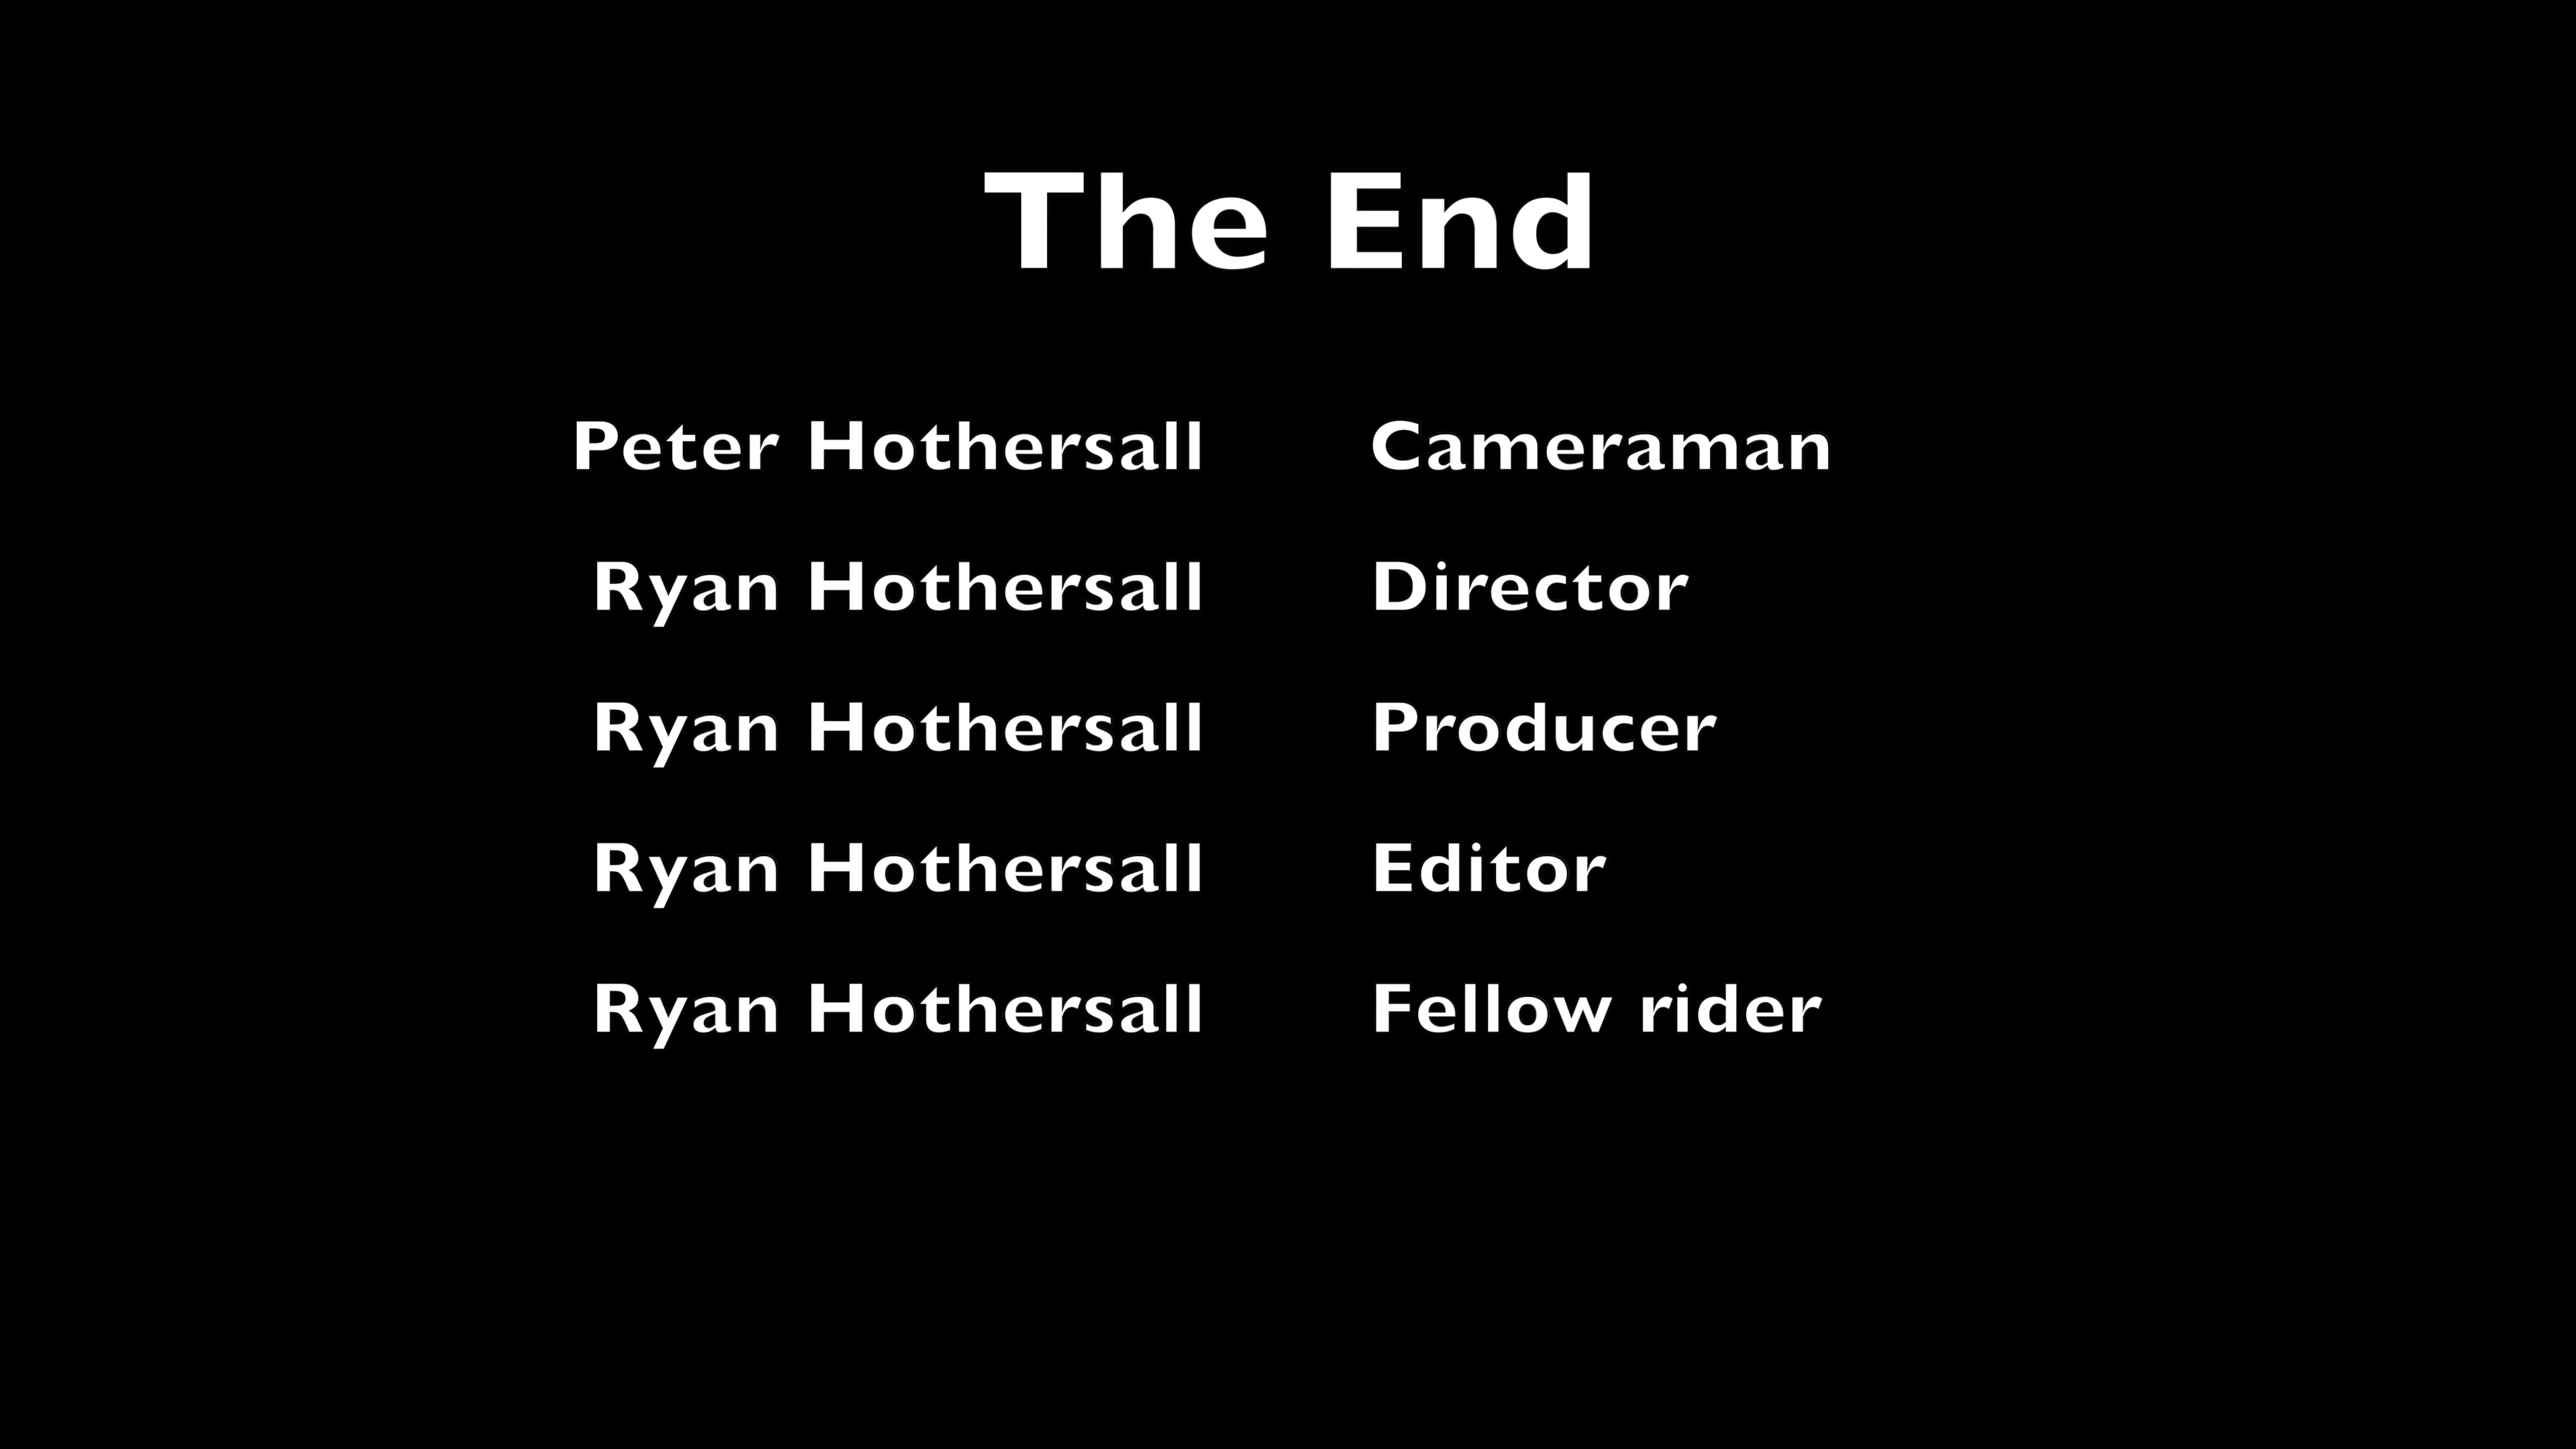 The End
Peter Hothersall Cameraman
Ryan Hothersall Director
Ryan Hothersall Producer
Ryan Hothersall Editor
Ryan Hothersall Fellow rider